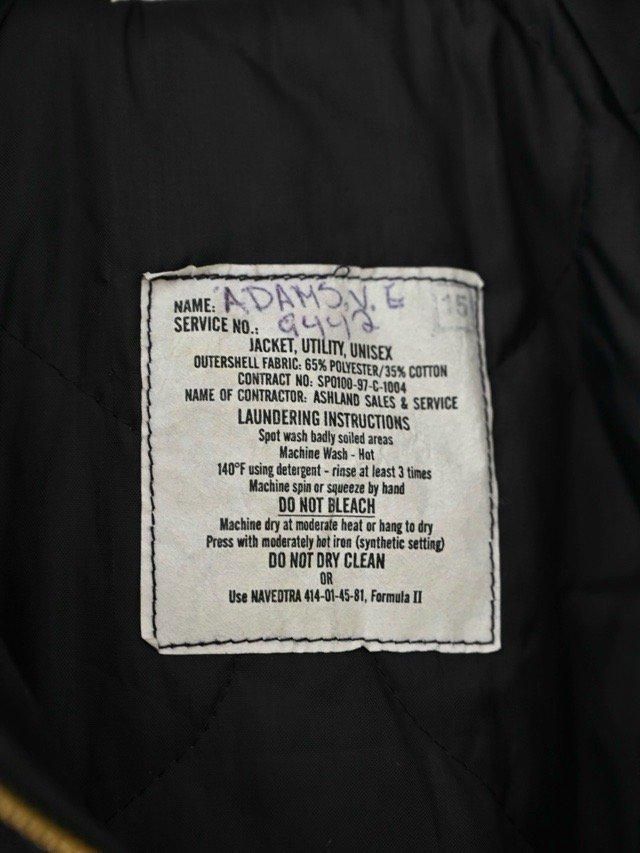 NAME: ADAMS, V. E 15
SERVICE NO.: 9442
JACKET, UTILITY, UNISEX
OUTERSHELL FABRIC: 65% POLYESTER/35% COTTON
CONTRACT NO: SPO100-97-C-1004
NAME OF CONTRACTOR: ASHLAND SALES & SERVICE
LAUNDERING INSTRUCTIONS
Spot wash badly soiled areas
Machine Wash - Hot
140°F using detergent - rinse at least 3 times
Machine spin or squeeze by hand
DO NOT BLEACH
Machine dry at moderate heat or hang to dry
Press with moderately hot iron (synthetic setting)
DO NOT DRY CLEAN
OR
Use NAVEDTRA 414-01-45-81, Formula II